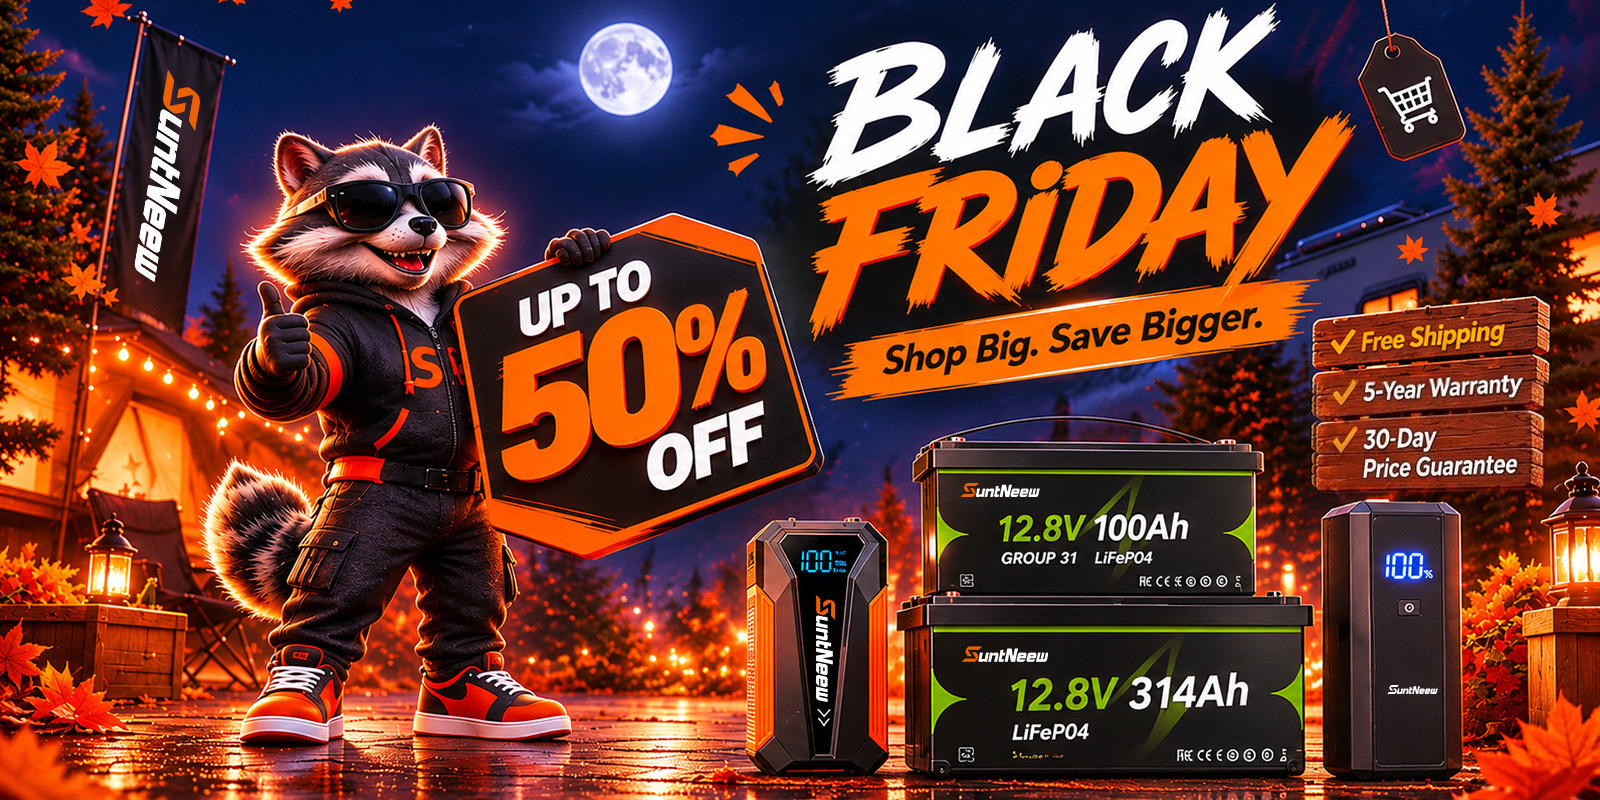 SuntNeew
BLACK
FRiDAY
Shop Big. Save Bigger.
UP TO
50%
OFF
S
Free Shipping
5-Year Warranty
30-Day
Price Guarantee
100
SuntNeew
SuntNeew
12.8V 100Ah
GROUP 31 LiFePO4
SuntNeew
12.8V 314Ah
LiFePO4
100%
SuntNeew